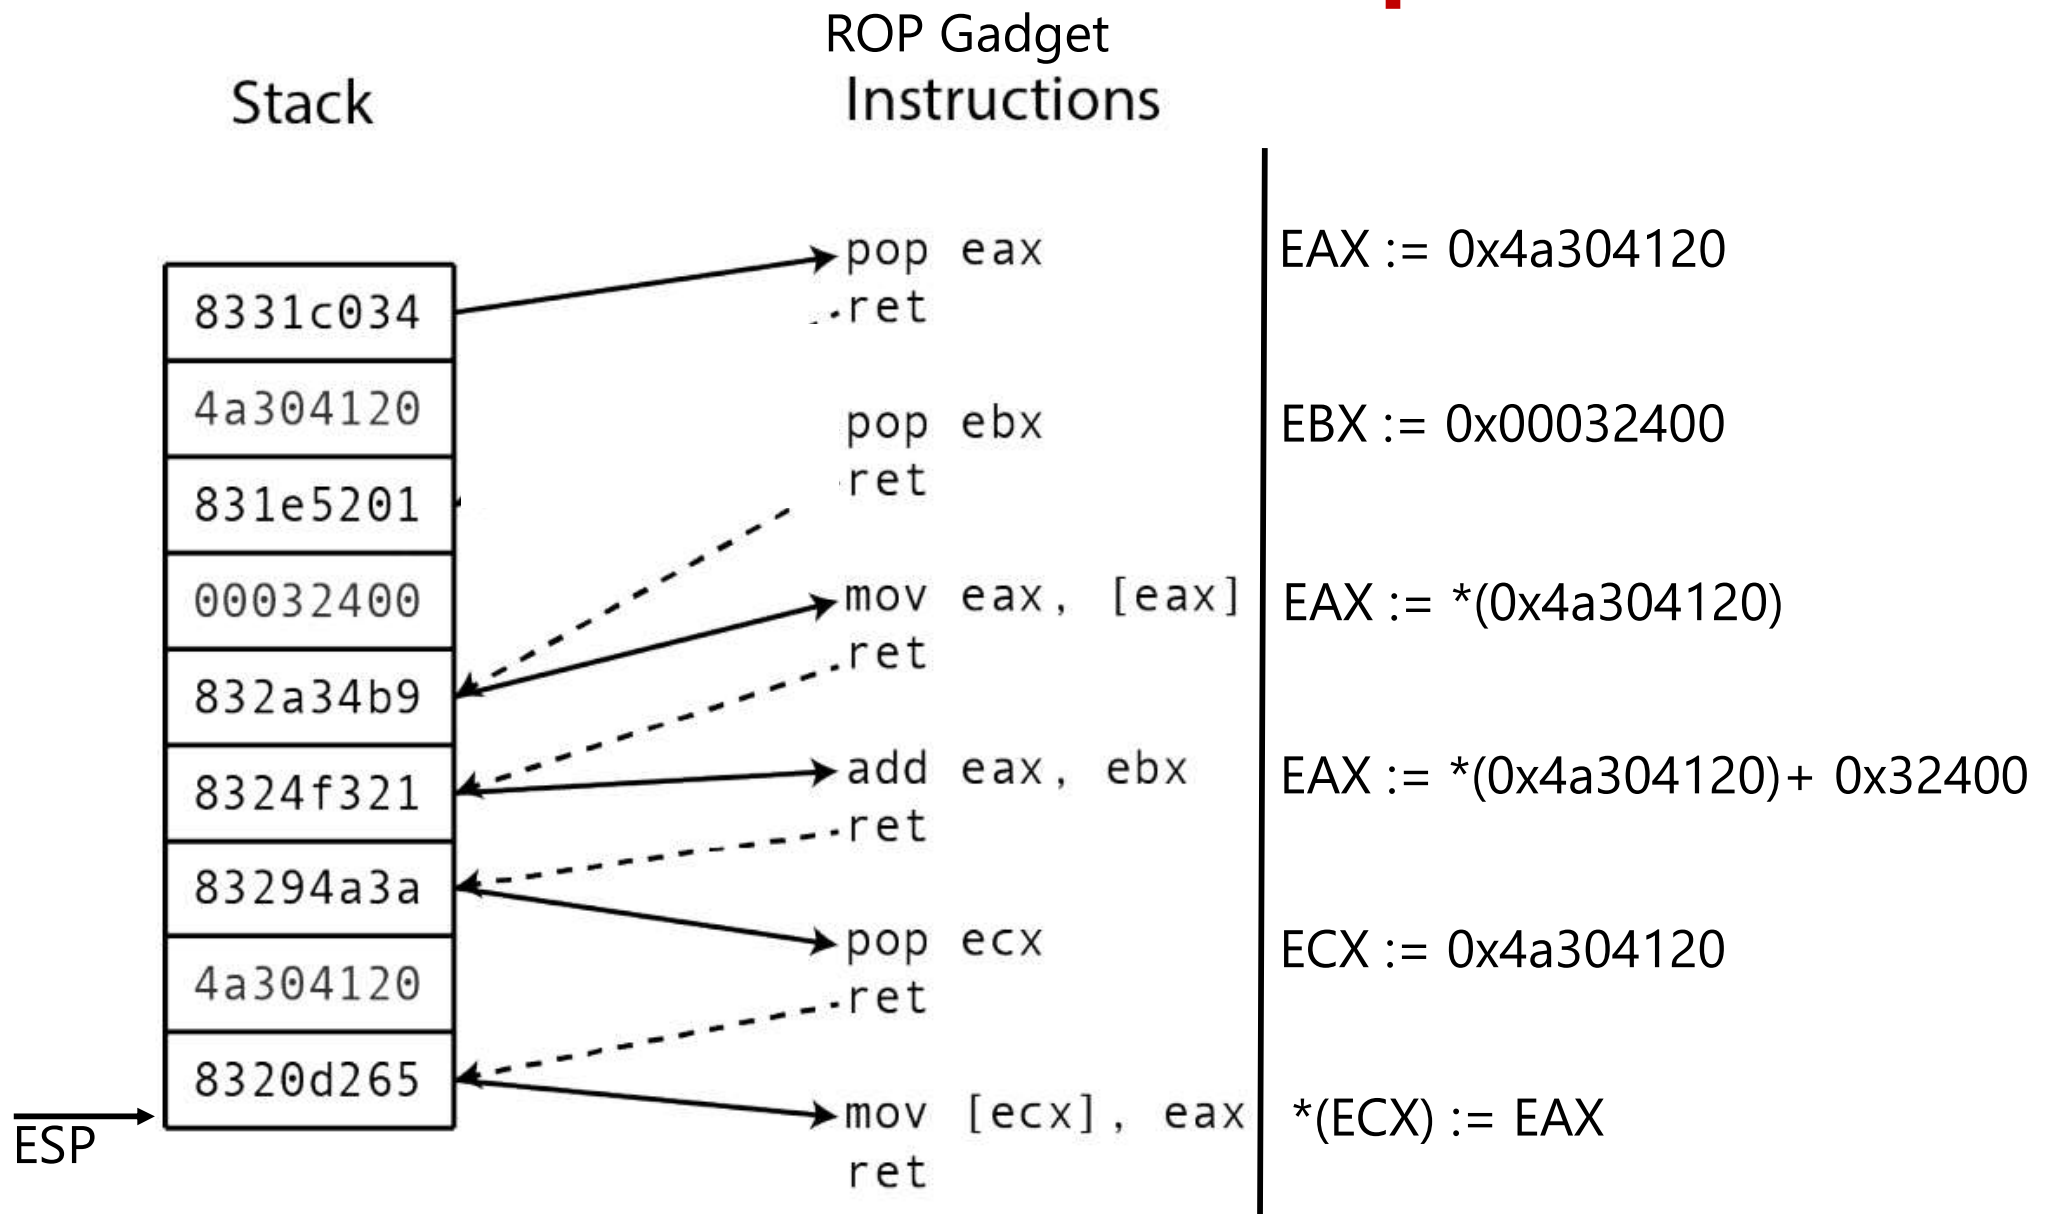 ROP Gadget
Stack
Instructions
8331c034
4a304120
831e5201
00032400
832a34b9
8324f321
83294a3a
4a304120
8320d265
ESP
pop eax
ret
pop ebx
ret
mov eax, [eax]
ret
add eax, ebx
ret
pop ecx
ret
mov [ecx], eax
ret
EAX := 0x4a304120
EBX := 0x00032400
EAX := *(0x4a304120)
EAX := *(0x4a304120)+ 0x32400
ECX := 0x4a304120
*(ECX) := EAX